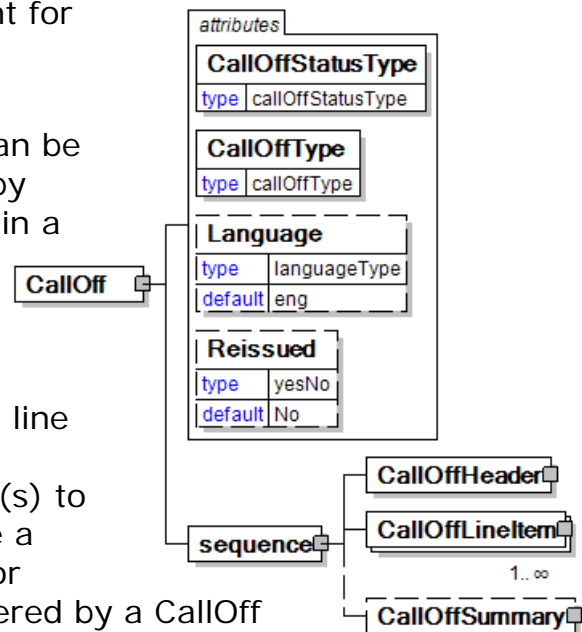 nt for
an be
by
in a
line
(s) to
e a
or
ered by a CallOff
CallOff
attributes
CallOffStatusType
type callOffStatusType
CallOffType
type callOffType
Language
type languageType
default eng
Reissued
type yesNo
default No
sequence
CallOffHeader
CallOffLineItem
1.. ∞
CallOffSummary